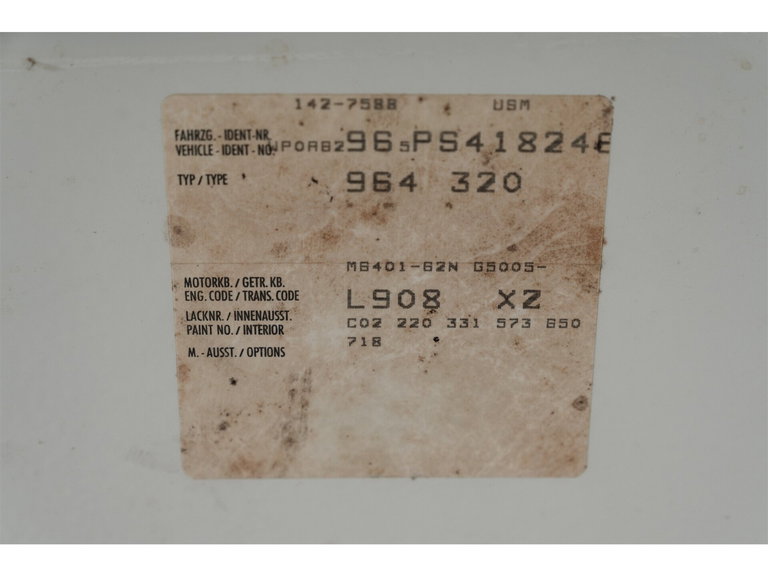 142-7588 USM
FAHRZG.-IDENT-NR.
VEHICLE-IDENT-NO. WP0AB2965PS418246
TYP/TYPE 964 320
M6401-62N G5005-
MOTORKB./GETR.KB.
ENG.CODE/TRANS.CODE L908 XZ
LACKNR./INNENAUSST.
PAINT NO./INTERIOR C02 220 331 573 650
718
M.-AUSST./OPTIONS